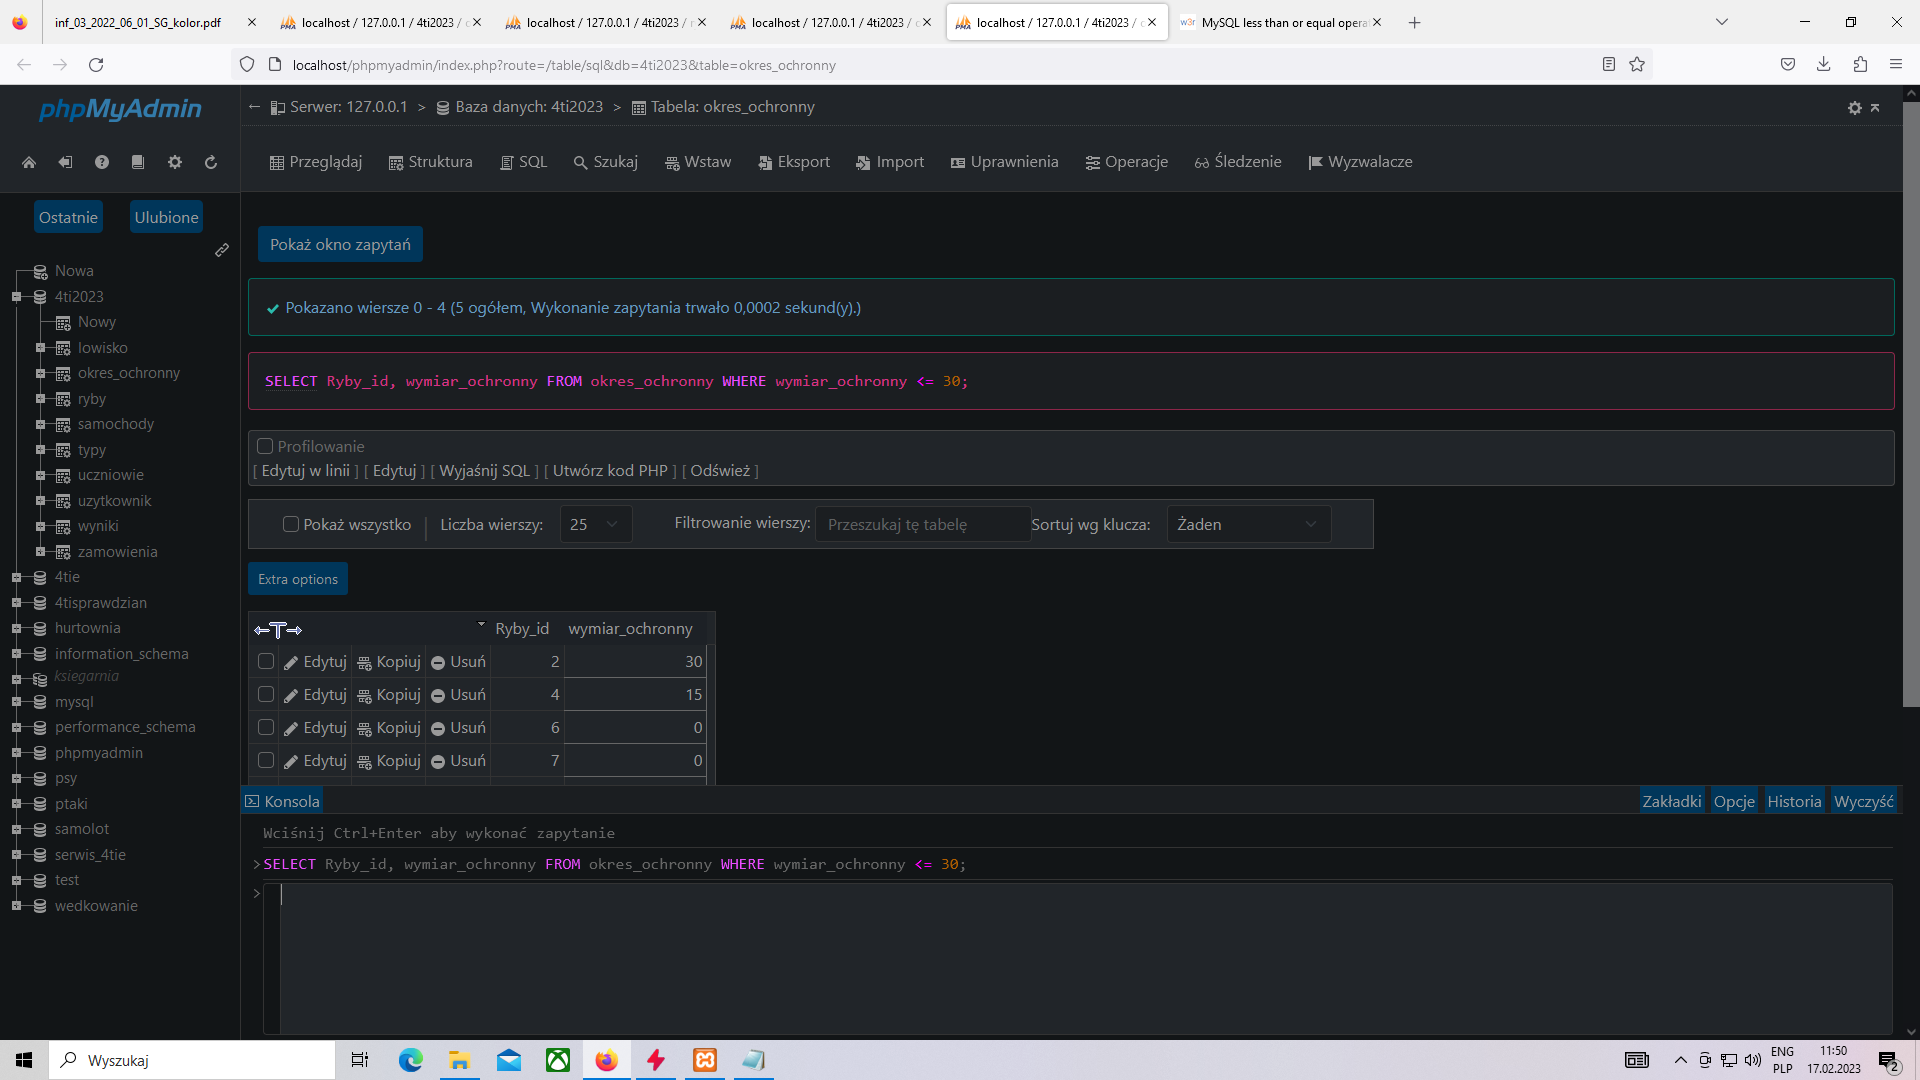 inf_03_2022_06_01_SG_kolor.pdf
localhost / 127.0.0.1 / 4ti2023 /
localhost / 127.0.0.1 / 4ti2023 /
localhost / 127.0.0.1 / 4ti2023 /
localhost / 127.0.0.1 / 4ti2023 /
w3r
MySQL less than or equal opera
localhost/phpmyadmin/index.php?route=/table/sql&db=4ti2023&table=okres_ochronny
phpMyAdmin
Serwer: 127.0.0.1 > Baza danych: 4ti2023 > Tabela: okres_ochronny
Przeglądaj Struktura SQL Szukaj Wstaw Eksport Import Uprawnienia Operacje Śledzenie Wyzwalacze
Ostatnie Ulubione
Nowa
4ti2023
Nowy
lowisko
okres_ochronny
ryby
samochody
typy
uczniowie
uzytkownik
wyniki
zamowienia
4tie
4tisprawdzian
hurtownia
information_schema
ksiegarnia
mysql
performance_schema
phpmyadmin
psy
ptaki
samolot
serwis_4tie
test
wedkowanie
Pokaż okno zapytań
Pokazano wiersze 0 - 4 (5 ogółem, Wykonanie zapytania trwało 0,0002 sekund(y).)
SELECT Ryby_id, wymiar_ochronny FROM okres_ochronny WHERE wymiar_ochronny <= 30;
Profilowanie
[ Edytuj w linii ] [ Edytuj ] [ Wyjaśnij SQL ] [ Utwórz kod PHP ] [ Odśwież ]
Pokaż wszystko | Liczba wierszy: 25 Filtrowanie wierszy: Przeszukaj tę tabelę Sortuj wg klucza: Żaden
Extra options
←T→ Ryby_id wymiar_ochronny
Edytuj Kopiuj Usuń 2 30
Edytuj Kopiuj Usuń 4 15
Edytuj Kopiuj Usuń 6 0
Edytuj Kopiuj Usuń 7 0
Konsola Zakładki Opcje Historia Wyczyść
Wciśnij Ctrl+Enter aby wykonać zapytanie
>SELECT Ryby_id, wymiar_ochronny FROM okres_ochronny WHERE wymiar_ochronny <= 30;
>
Wyszukaj
ENG
PLP
11:50
17.02.2023
2